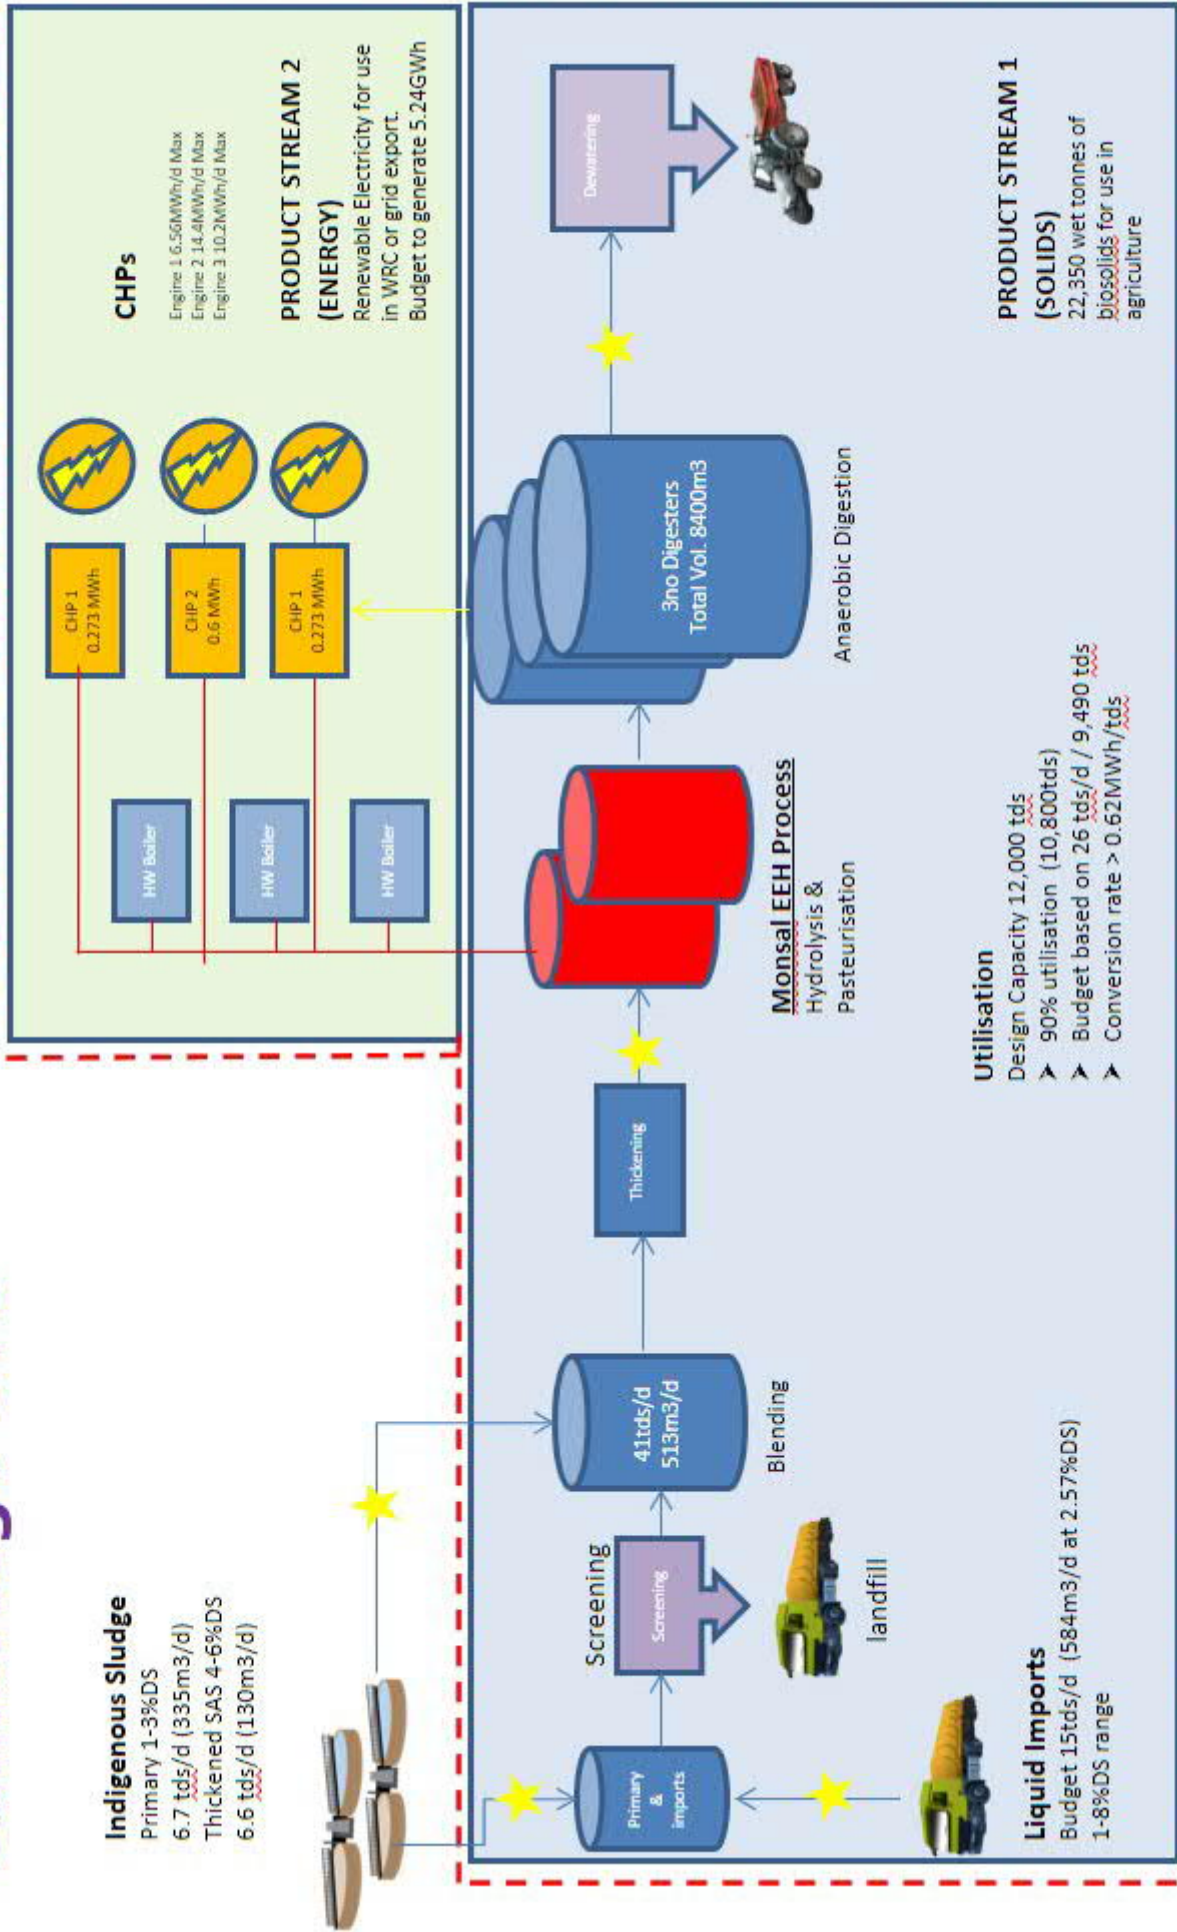 Indigenous Sludge
Primary 1-3%DS
6.7 tds/d (335m3/d)
Thickened SAS 4-6%DS
6.6 tds/d (130m3/d)
CHP 1
0.273 MWh
CHP 2
0.6 MWh
CHP 1
0.273 MWh
HW Boiler
HW Boiler
HW Boiler
CHPs
Engine 1 6.56MWh/d Max
Engine 2 14.4MWh/d Max
Engine 3 10.2MWh/d Max
PRODUCT STREAM 2
(ENERGY)
Renewable Electricity for use
in WRC or grid export.
Budget to generate 5.24GWh
Primary
&
imports
Screening
Screening
landfill
41tds/d
513m3/d
Blending
Thickening
Monsal EEH Process
Hydrolysis &
Pasteurisation
3no Digesters
Total Vol. 8400m3
Anaerobic Digestion
Dewatering
Liquid Imports
Budget 15tds/d (584m3/d at 2.57%DS)
1-8%DS range
Utilisation
Design Capacity 12,000 tds
➢ 90% utilisation (10,800tds)
➢ Budget based on 26 tds/d / 9,490 tds
➢ Conversion rate > 0.62MWh/tds
PRODUCT STREAM 1
(SOLIDS)
22,350 wet tonnes of
biosolids for use in
agriculture